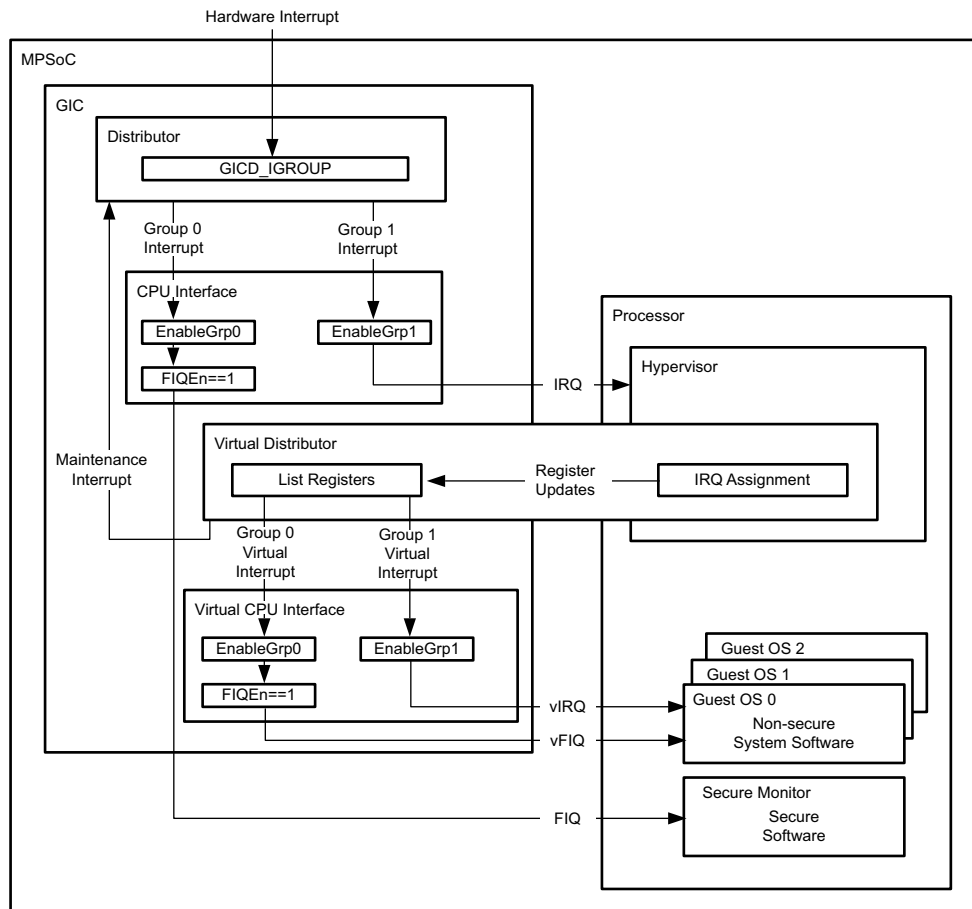 Hardware Interrupt
MPSoC
GIC
Distributor
GICD_IGROUP
Group 0
Interrupt
Group 1
Interrupt
CPU Interface
EnableGrp0
EnableGrp1
FIQEn==1
IRQ
Processor
Hypervisor
Virtual Distributor
Maintenance
Interrupt
List Registers
Register
Updates
IRQ Assignment
Group 0
Virtual
Interrupt
Group 1
Virtual
Interrupt
Virtual CPU Interface
EnableGrp0
EnableGrp1
FIQEn==1
vIRQ
vFIQ
Guest OS 2
Guest OS 1
Guest OS 0
Non-secure
System Software
FIQ
Secure Monitor
Secure
Software